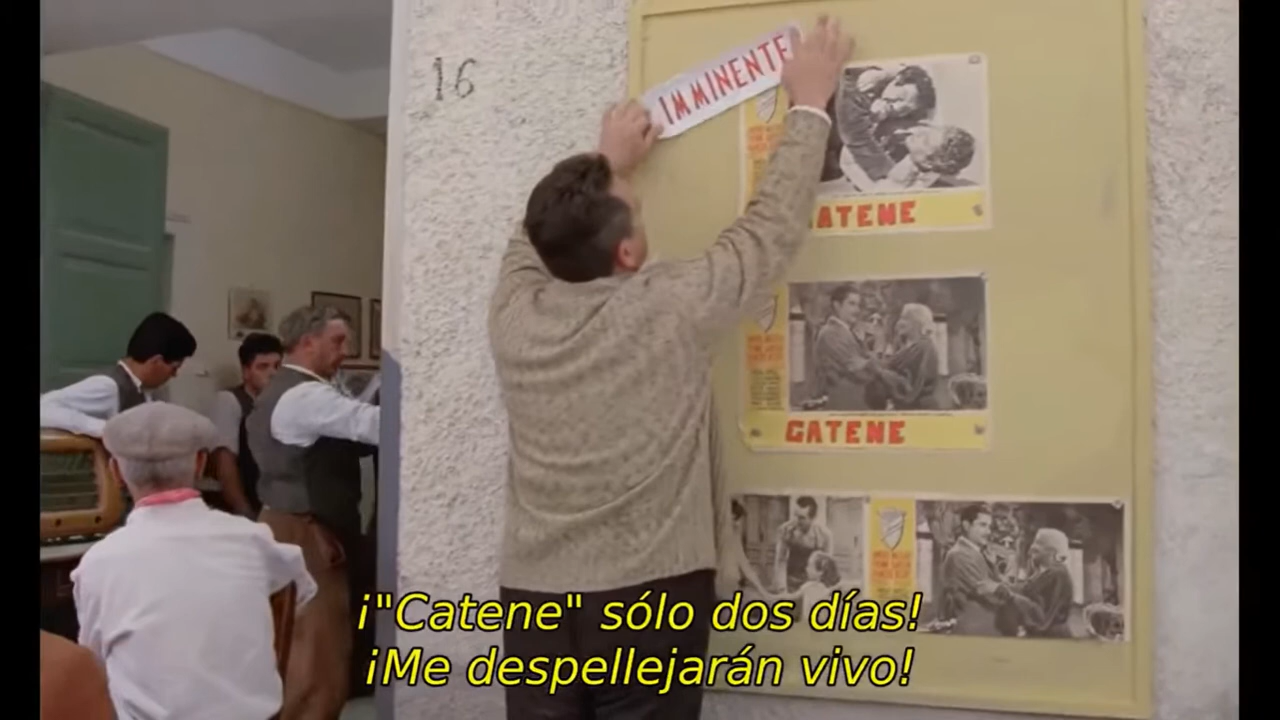 16
IMMINENTE
CATENE
CATENE
¡"Catene" sólo dos días!
¡Me despellejarán vivo!